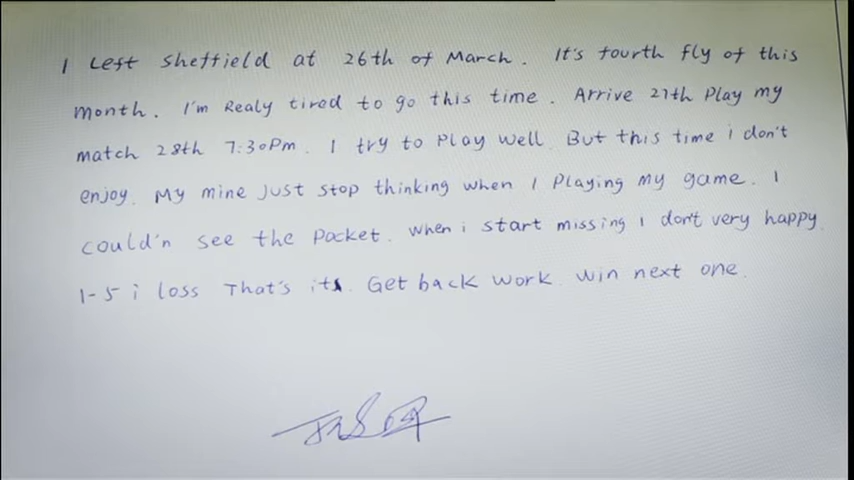 I Left Sheffield at 26th of March. It's fourth fly of this
month. I'm Realy tired to go this time. Arrive 27th Play my
match 28th 7:30Pm. I try to Play well. But this time i don't
enjoy. My mine Just stop thinking when I Playing my game. I
could'n see the Pocket. when i start missing I don't very happy.
1-5 i loss That's it. Get back work. Win next one.